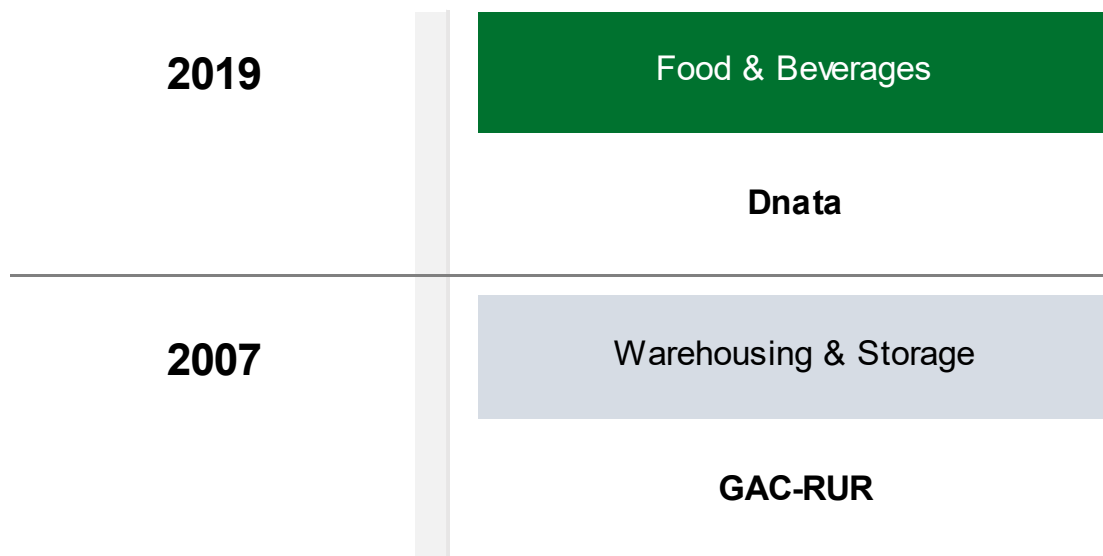 2019
Food & Beverages
Dnata
2007
Warehousing & Storage
GAC-RUR